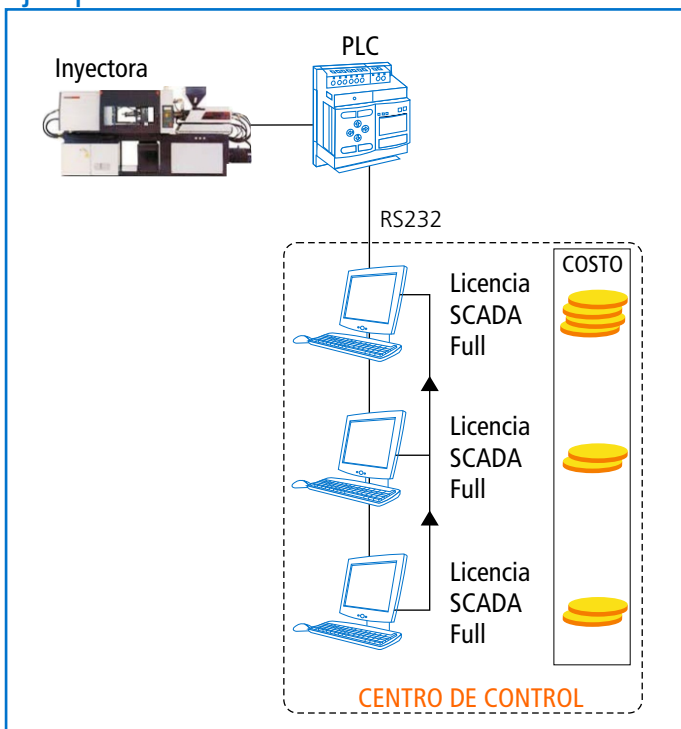 Inyectora
PLC
RS232
COSTO
Licencia
SCADA
Full
Licencia
SCADA
Full
Licencia
SCADA
Full
CENTRO DE CONTROL